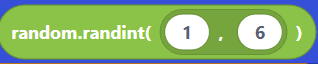 random.randint( 1 , 6 )